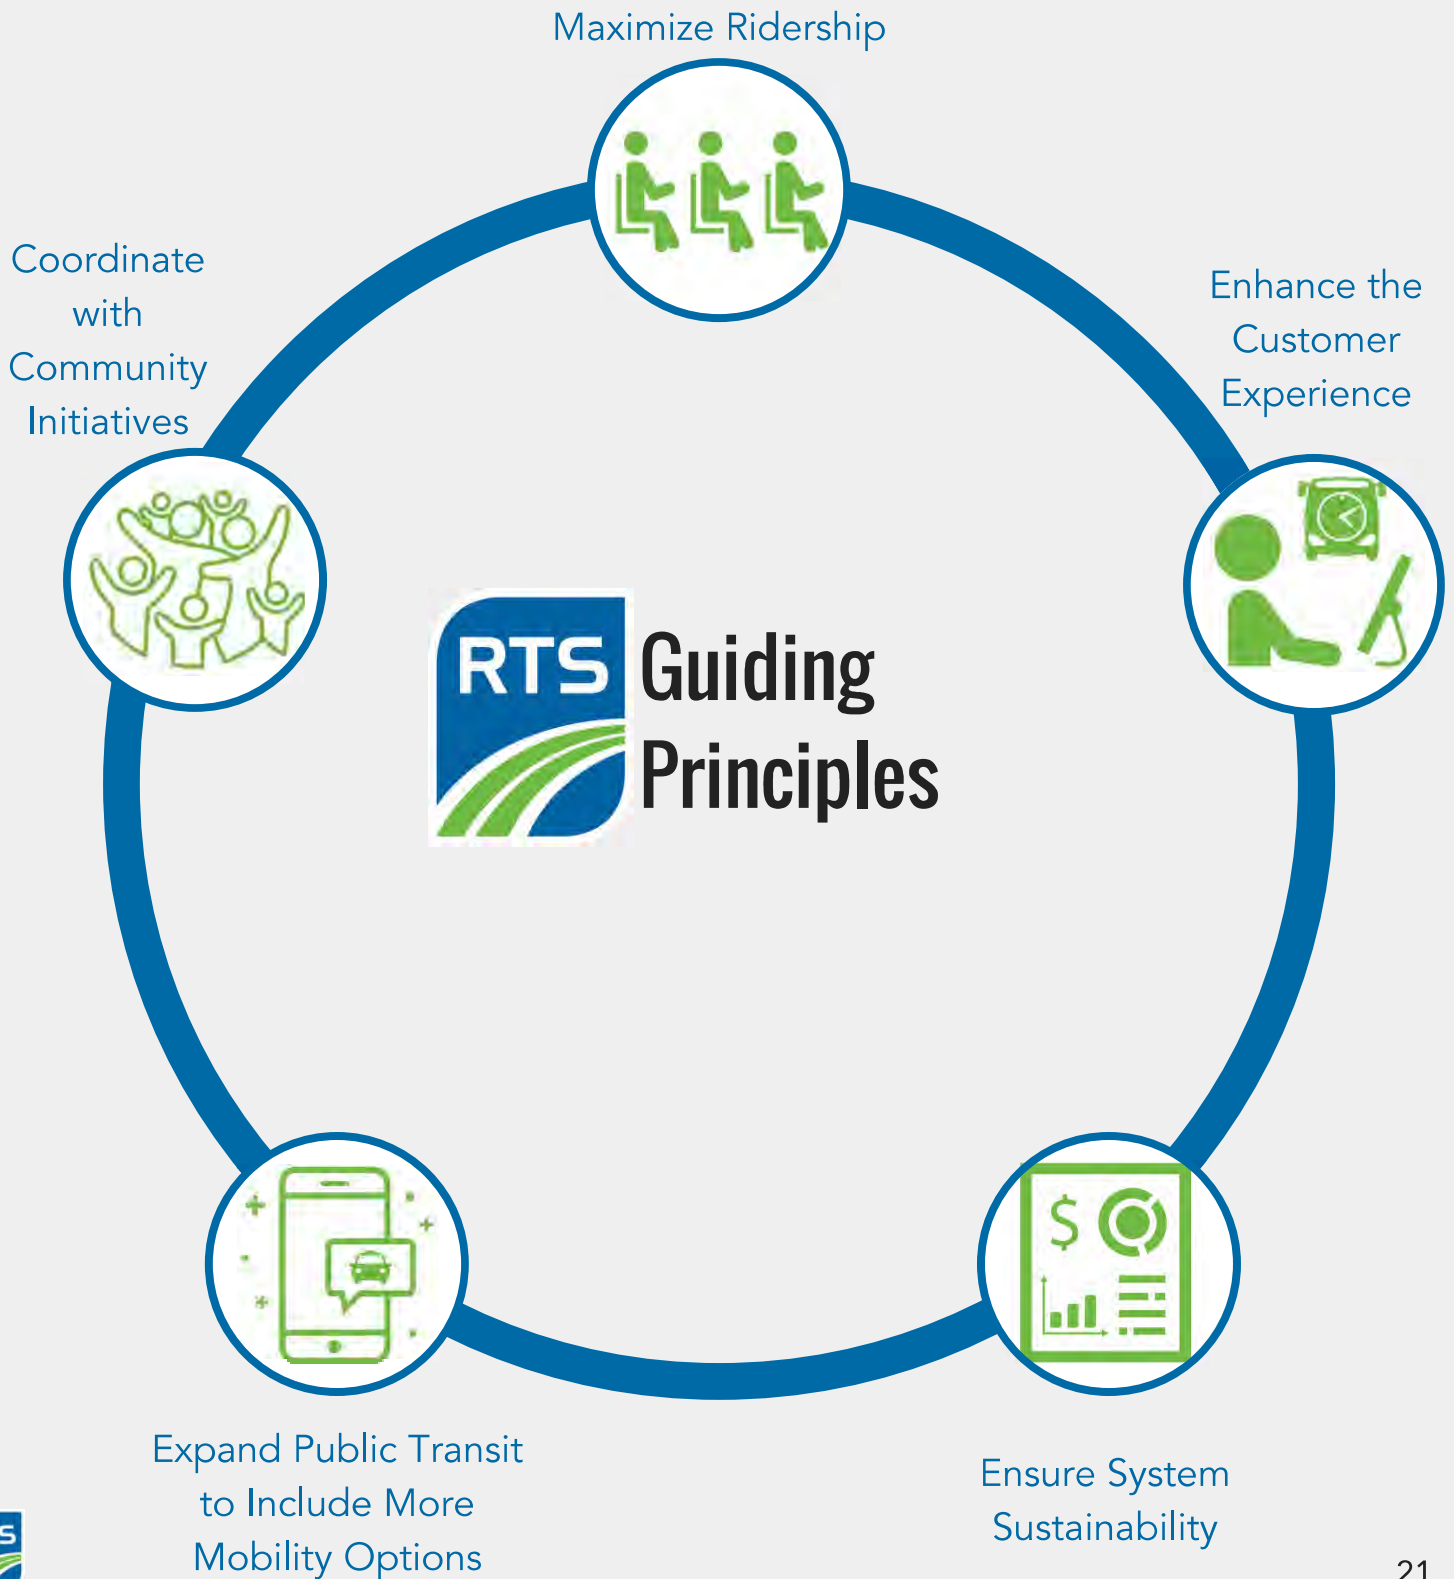 Maximize Ridership
Coordinate
with
Community
Initiatives
Enhance the
Customer
Experience
RTS
Guiding
Principles
$
Expand Public Transit
to Include More
Mobility Options
Ensure System
Sustainability
S
21